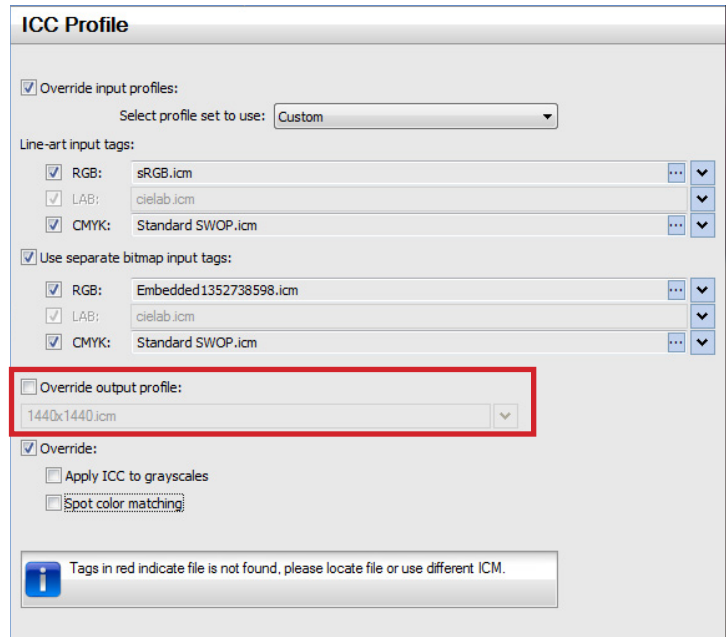 ICC Profile
Override input profiles:
Select profile set to use: Custom
Line-art input tags:
RGB: sRGB.icm ...
LAB: cielab.icm
CMYK: Standard SWOP.icm ...
Use separate bitmap input tags:
RGB: Embedded1352738598.icm ...
LAB: cielab.icm
CMYK: Standard SWOP.icm ...
Override output profile:
1440x1440.icm
Override:
Apply ICC to grayscales
Spot color matching
i Tags in red indicate file is not found, please locate file or use different ICM.